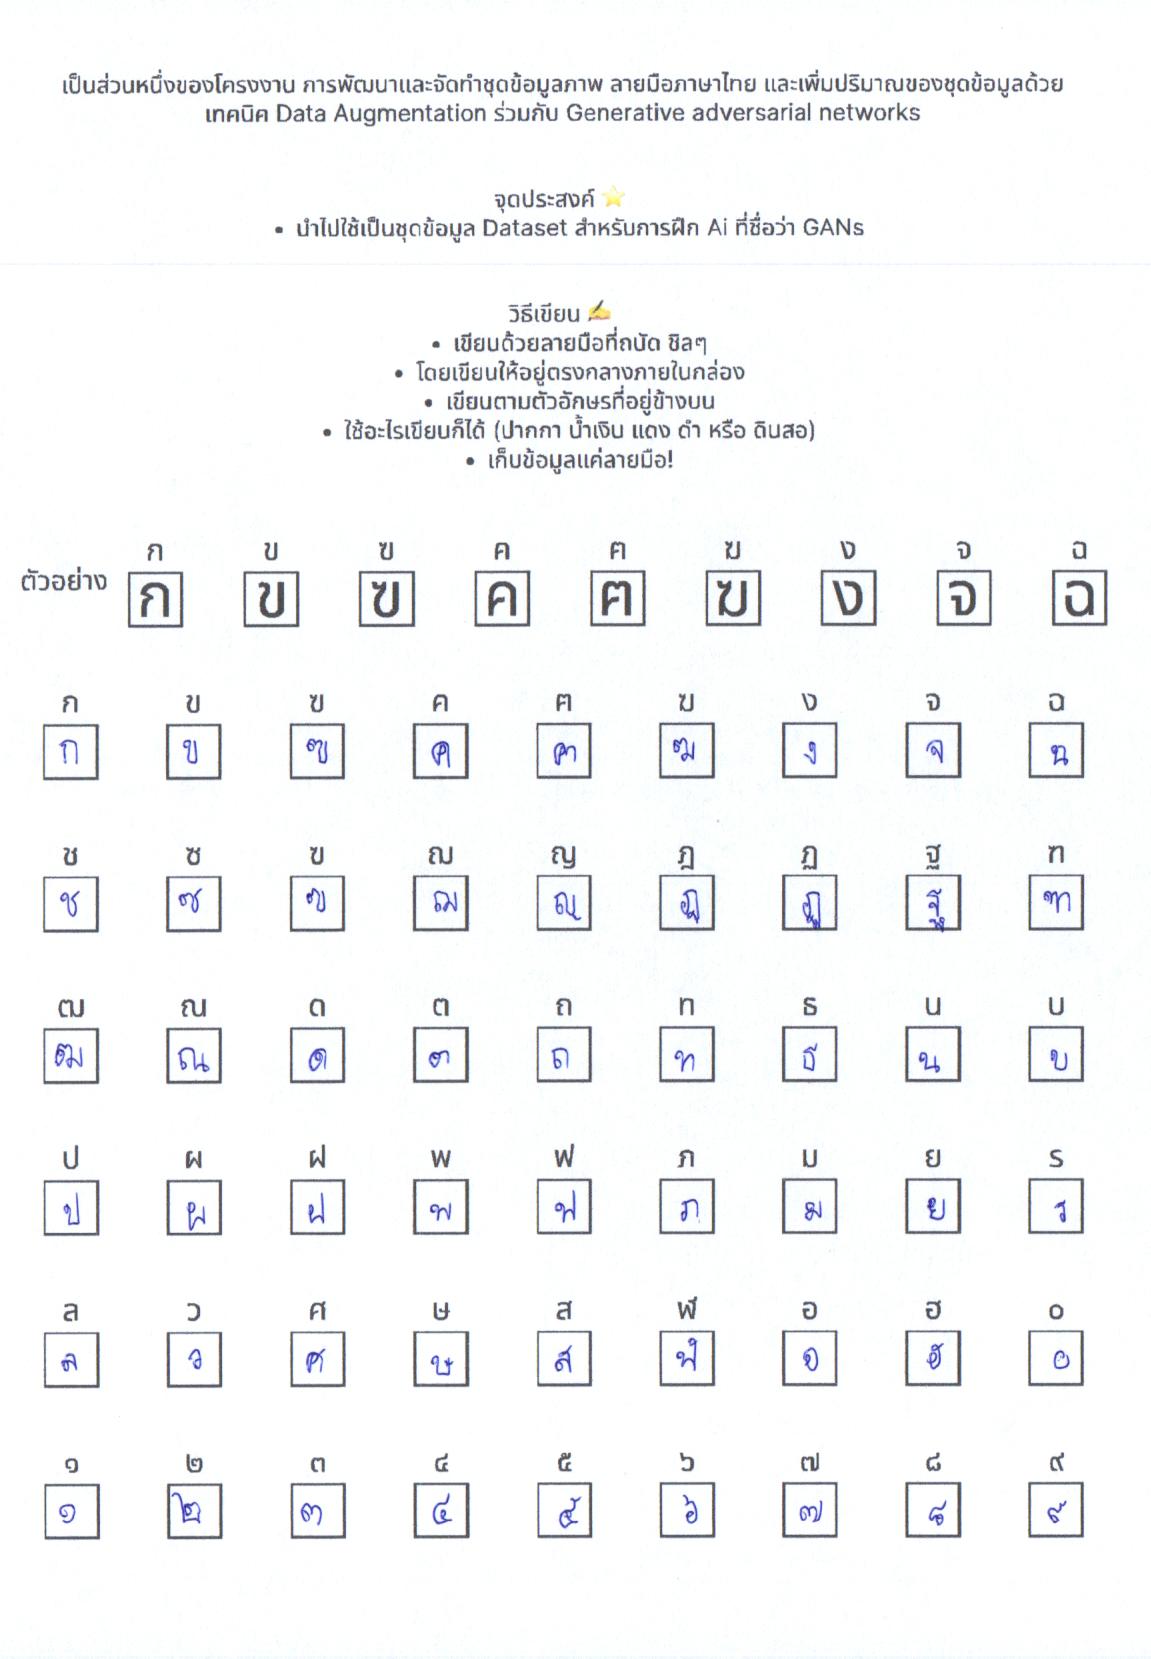 เป็นส่วนหนึ่งของโครงงาน การพัฒนาและจัดทำชุดข้อมูลภาพ ลายมือภาษาไทย และเพิ่มปริมาณของชุดข้อมูลด้วย
เทคนิค Data Augmentation ร่วมกับ Generative adversarial networks
จุดประสงค์ ⭐
• นำไปใช้เป็นชุดข้อมูล Dataset สำหรับการฝึก Ai ที่ชื่อว่า GANs
วิธีเขียน ✍
• เขียนด้วยลายมือที่ถนัด ชิลๆ
• โดยเขียนให้อยู่ตรงกลางภายในกล่อง
• เขียนตามตัวอักษรที่อยู่ข้างบน
• ใช้อะไรเขียนก็ได้ (ปากกา น้ำเงิน แดง ดำ หรือ ดินสอ)
• เก็บข้อมูลแค่ลายมือ!
ก ข ฃ ค ฅ ฆ ง จ ฉ
ตัวอย่าง ก ข ฃ ค ฅ ฆ ง จ ฉ
ก ข ฃ ค ฅ ฆ ง จ ฉ
ก ข ฃ ค ฅ ฆ ง จ ฉ
ช ซ ฃ ฌ ญ ฎ ฏ ฐ ฑ
ช ซ ฃ ฌ ญ ฎ ฏ ฐ ฑ
ฒ ณ ด ต ถ ท ธ น บ
ฒ ณ ด ต ถ ท ธ น บ
ป ผ ฝ พ ฟ ภ ม ย ร
ป ผ ฝ พ ฟ ภ ม ย ร
ล ว ศ ษ ส ฬ อ ฮ ๐
ล ว ศ ษ ส ฬ อ ฮ ๐
๑ ๒ ๓ ๔ ๕ ๖ ๗ ๘ ๙
๑ ๒ ๓ ๔ ๕ ๖ ๗ ๘ ๙